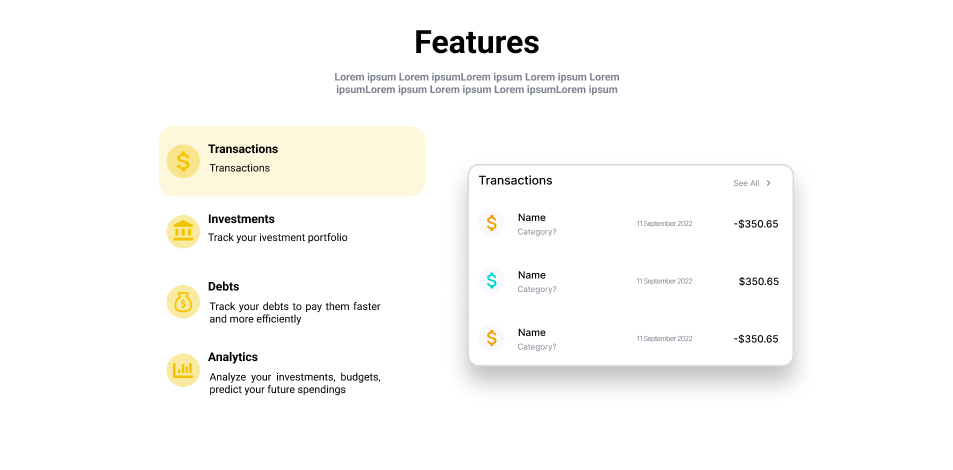 Features
Lorem ipsum Lorem ipsumLorem ipsum Lorem ipsum Lorem
ipsumLorem ipsum Lorem ipsum Lorem ipsumLorem ipsum
Transactions
Transactions
Investments
Track your ivestment portfolio
Debts
Track your debts to pay them faster
and more efficiently
Analytics
Analyze your investments, budgets,
predict your future spendings
Transactions
See All
Name
Category?
11 September 2022
-$350.65
Name
Category?
11 September 2022
$350.65
Name
Category?
11 September 2022
-$350.65